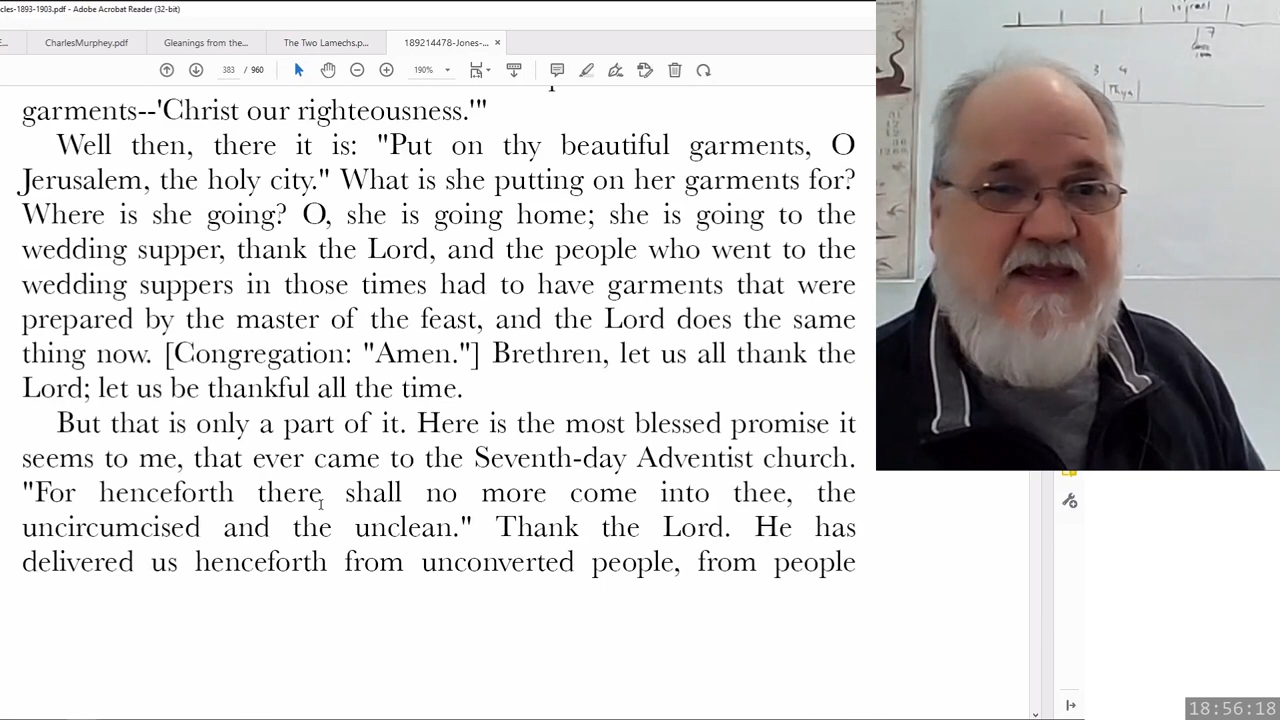 cles-1893-1903.pdf - Adobe Acrobat Reader (32-bit)
CharlesMurphey.pdf
Gleanings from the...
The Two Lamechs.p...
189214478-Jones-... ×
383 / 960
190%
garments--'Christ our righteousness.'"
Well then, there it is: "Put on thy beautiful garments, O
Jerusalem, the holy city." What is she putting on her garments for?
Where is she going? O, she is going home; she is going to the
wedding supper, thank the Lord, and the people who went to the
wedding suppers in those times had to have garments that were
prepared by the master of the feast, and the Lord does the same
thing now. [Congregation: "Amen."] Brethren, let us all thank the
Lord; let us be thankful all the time.
But that is only a part of it. Here is the most blessed promise it
seems to me, that ever came to the Seventh-day Adventist church.
"For henceforth there shall no more come into thee, the
uncircumcised and the unclean." Thank the Lord. He has
delivered us henceforth from unconverted people, from people
3 4
Thya
7
18:56:18